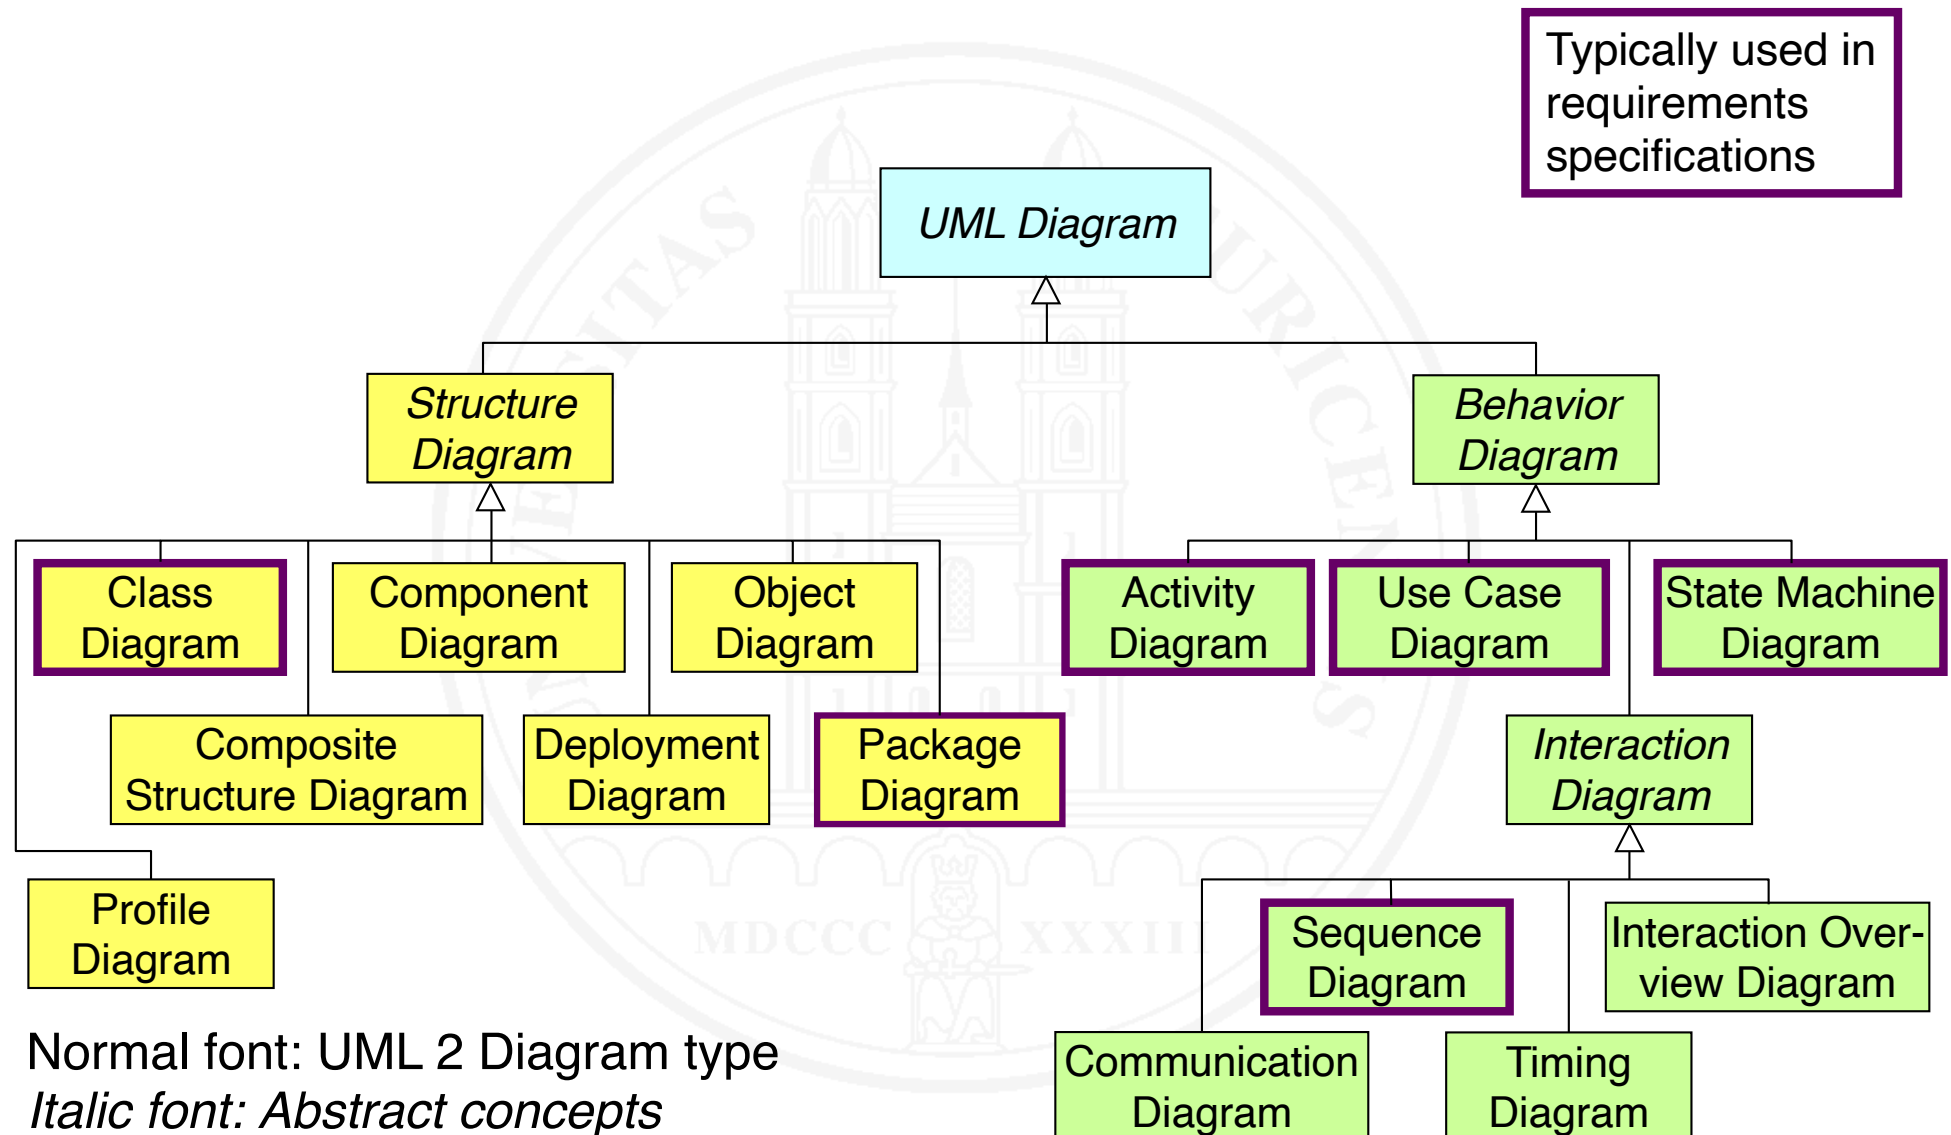 Typically used in
requirements
specifications
UML Diagram
Structure
Diagram
Behavior
Diagram
Class
Diagram
Component
Diagram
Object
Diagram
Activity
Diagram
Use Case
Diagram
State Machine
Diagram
Composite
Structure Diagram
Deployment
Diagram
Package
Diagram
Interaction
Diagram
Profile
Diagram
Sequence
Diagram
Interaction Over-
view Diagram
Communication
Diagram
Timing
Diagram
Normal font: UML 2 Diagram type
Italic font: Abstract concepts
MDCCC XXXIII